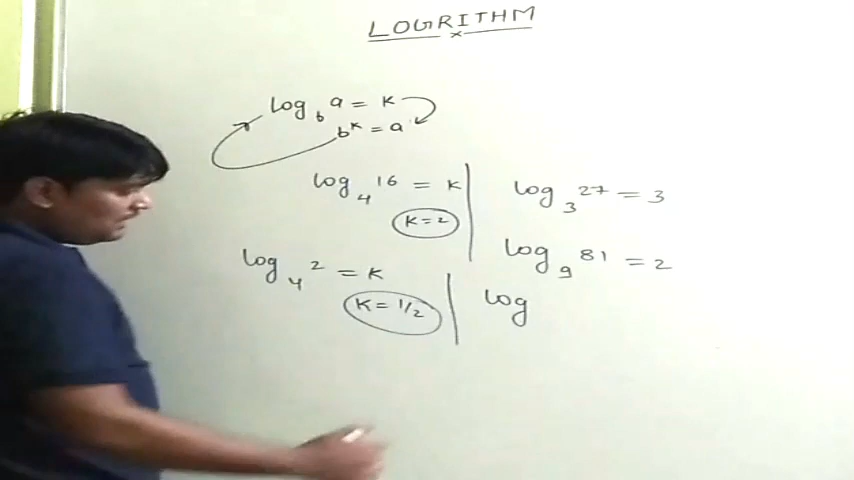 LOGRITHM
log_b a = K
b^K = a
log_4 16 = K
K = 2
log_3 27 = 3
log_9 81 = 2
log_4 2 = K
K = 1/2
log